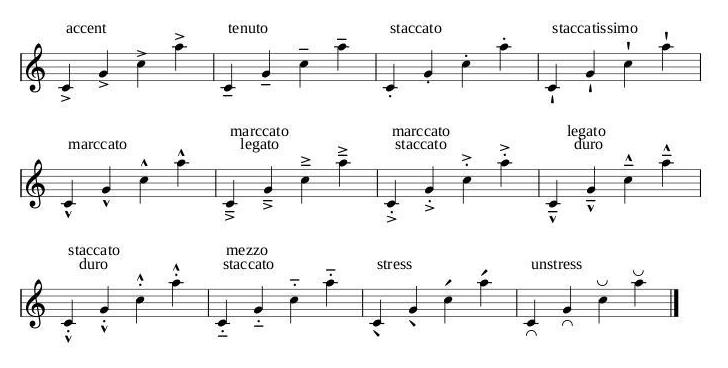 accent tenuto staccato staccatissimo
marccato marccato legato marccato staccato legato duro
staccato duro mezzo staccato stress unstress